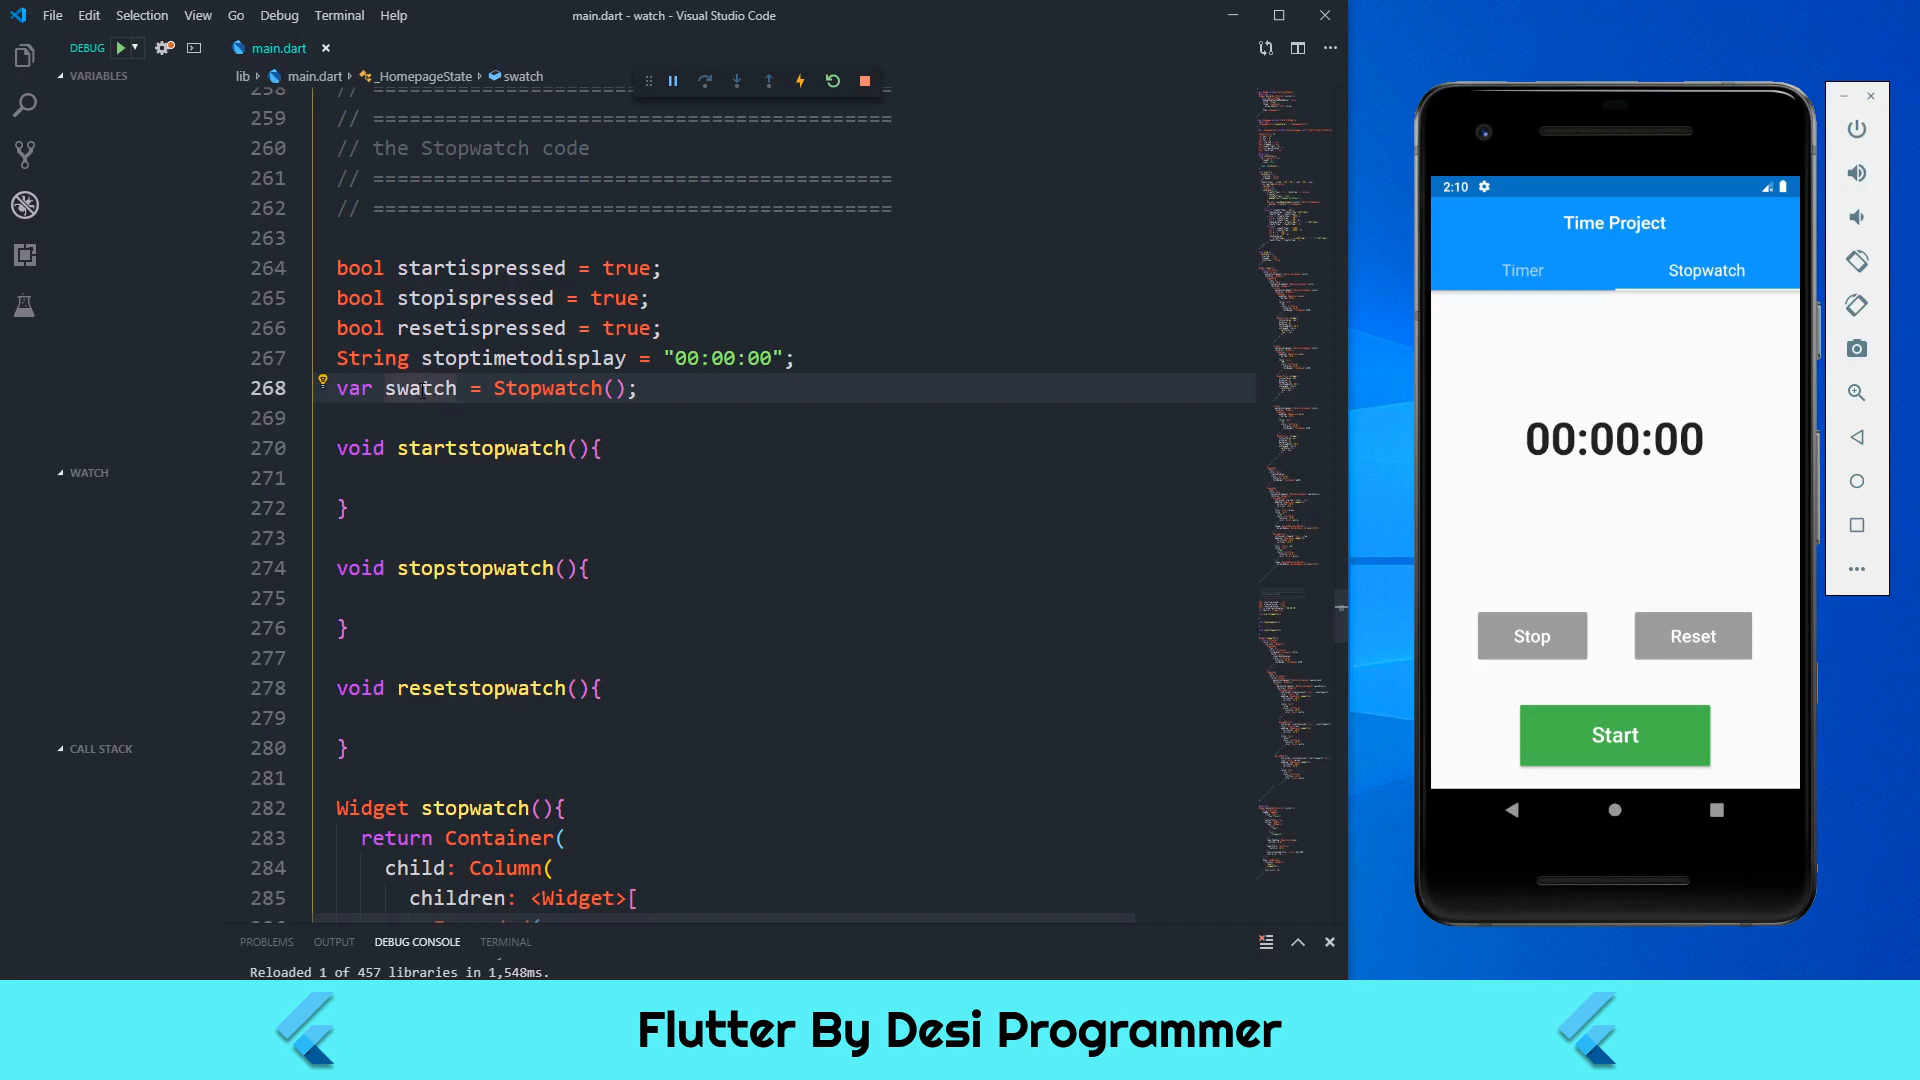 File Edit Selection View Go Debug Terminal Help
main.dart - watch - Visual Studio Code
DEBUG
main.dart
VARIABLES
lib main.dart _HomepageState swatch
258 // ===========================================
259 // ===========================================
260 // the Stopwatch code
261 // ===========================================
262 // ===========================================
263
264 bool startispressed = true;
265 bool stopispressed = true;
266 bool resetispressed = true;
267 String stoptimetodisplay = "00:00:00";
268 var swatch = Stopwatch();
269
270 void startstopwatch(){
271
272 }
273
274 void stopstopwatch(){
275
276 }
277
278 void resetstopwatch(){
279
280 }
281
282 Widget stopwatch(){
283 return Container(
284 child: Column(
285 children: <Widget>[
WATCH
CALL STACK
PROBLEMS OUTPUT DEBUG CONSOLE TERMINAL
Reloaded 1 of 457 libraries in 1,548ms.
2:10
Time Project
Timer Stopwatch
00:00:00
Stop Reset
Start
Flutter By Desi Programmer